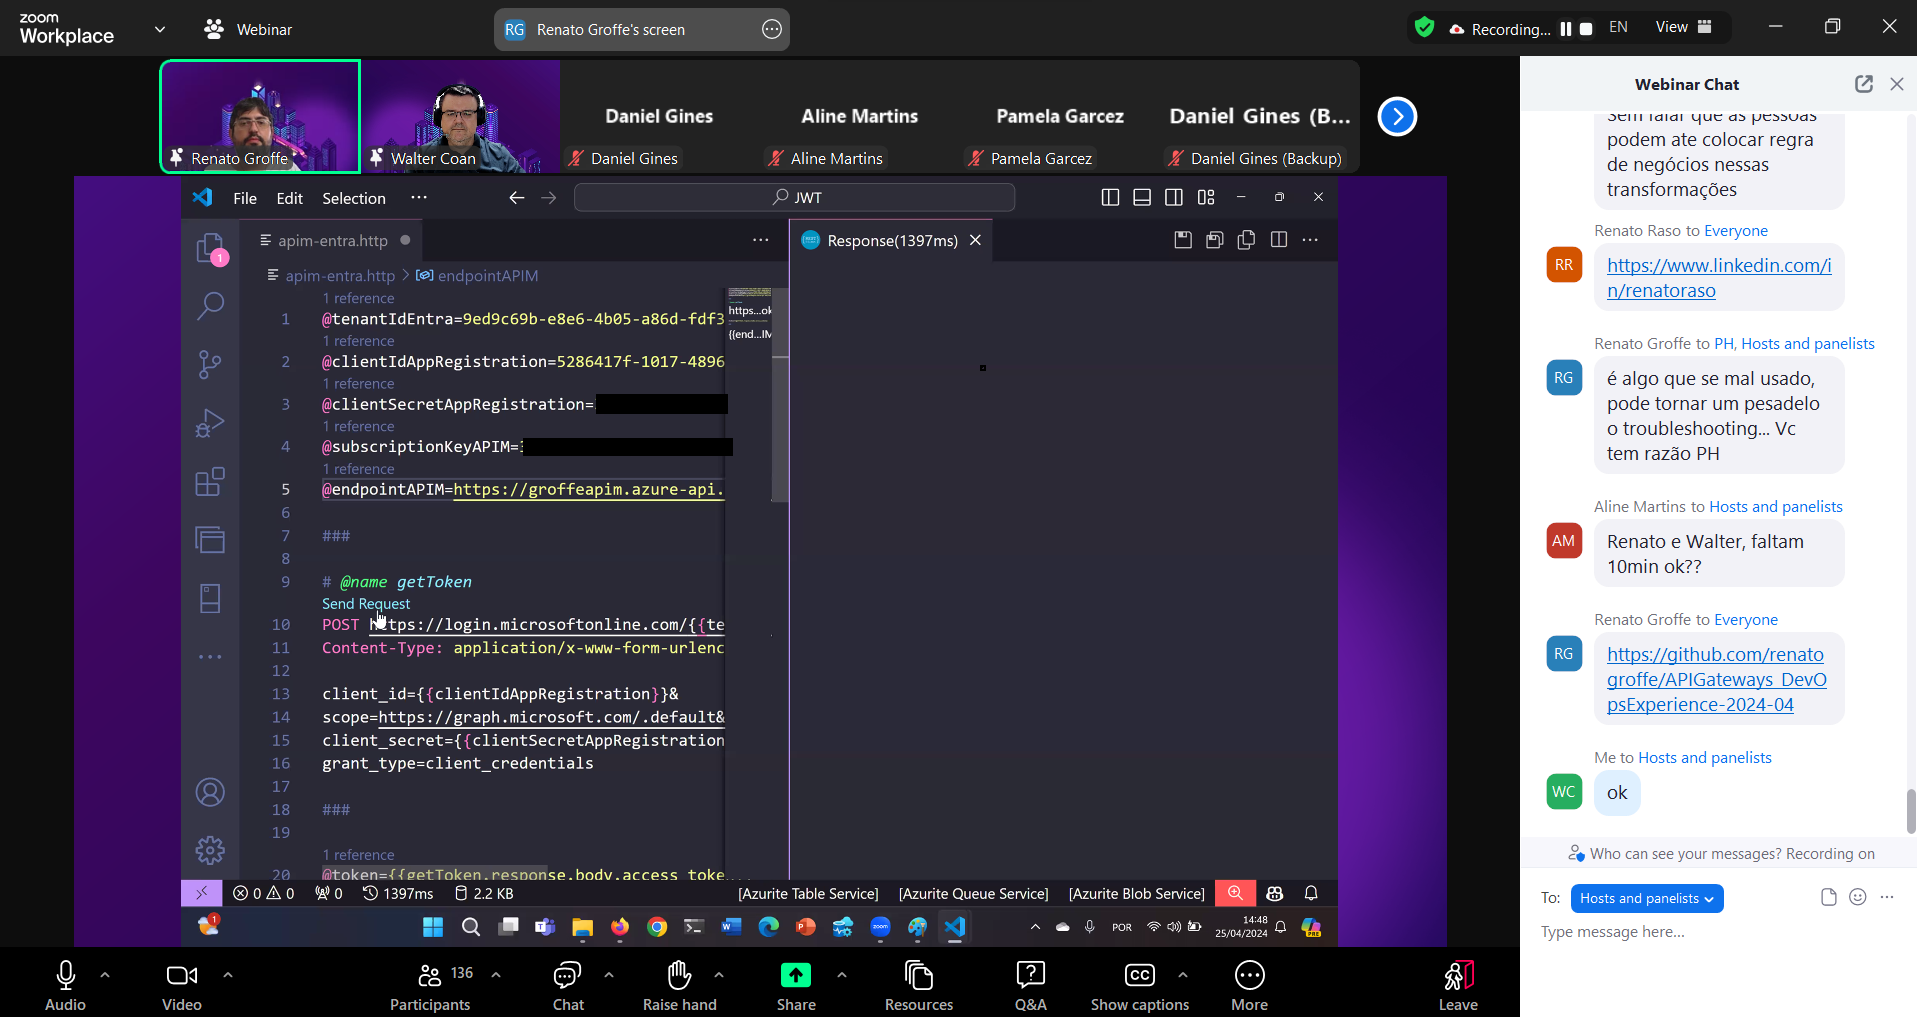 zoom
Workplace
Webinar
RG Renato Groffe's screen
Recording...
EN
View
Renato Groffe
Walter Coan
Daniel Gines
Daniel Gines
Aline Martins
Aline Martins
Pamela Garcez
Pamela Garcez
Daniel Gines (B...
Daniel Gines (Backup)
File Edit Selection ···
JWT
apim-entra.http
Response(1397ms)
1
apim-entra.http > endpointAPIM
1 reference
1 @tenantIdEntra=9ed9c69b-e8e6-4b05-a86d-fdf3
1 reference
2 @clientIdAppRegistration=5286417f-1017-4896
1 reference
3 @clientSecretAppRegistration=
1 reference
4 @subscriptionKeyAPIM=
1 reference
5 @endpointAPIM=https://groffeapim.azure-api.
6
7 ###
8
9 # @name getToken
Send Request
10 POST https://login.microsoftonline.com/{{te
11 Content-Type: application/x-www-form-urlenc
12
13 client_id={{clientIdAppRegistration}}&
14 scope=https://graph.microsoft.com/.default&
15 client_secret={{clientSecretAppRegistration
16 grant_type=client_credentials
17
18 ###
19
1 reference
20 @token={{getToken.response.body.access_toke...
https...ok
{{end...IM
0 0 0 1397ms 2.2 KB [Azurite Table Service] [Azurite Queue Service] [Azurite Blob Service]
1
zoom
POR
14:48
25/04/2024
PRE
Audio
Video
136
Participants
Chat
Raise hand
Share
Resources
Q&A
CC
Show captions
More
Leave
Webinar Chat
Sem falar que as pessoas
podem ate colocar regra
de negócios nessas
transformações
Renato Raso to Everyone
RR
https://www.linkedin.com/i
n/renatoraso
Renato Groffe to PH, Hosts and panelists
RG
é algo que se mal usado,
pode tornar um pesadelo
o troubleshooting... Vc
tem razão PH
Aline Martins to Hosts and panelists
AM
Renato e Walter, faltam
10min ok??
Renato Groffe to Everyone
RG
https://github.com/renato
groffe/APIGateways_DevO
psExperience-2024-04
Me to Hosts and panelists
WC
ok
Who can see your messages? Recording on
To: Hosts and panelists
Type message here...